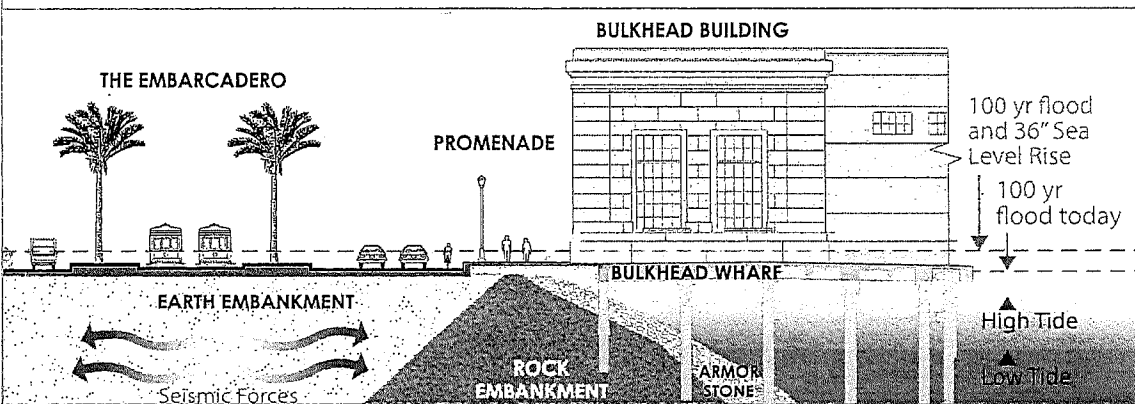 BULKHEAD BUILDING
THE EMBARCADERO
PROMENADE
100 yr flood
and 36" Sea
Level Rise
100 yr
flood today
BULKHEAD WHARF
EARTH EMBANKMENT
High Tide
ROCK
EMBANKMENT
ARMOR
STONE
Low Tide
Seismic Forces